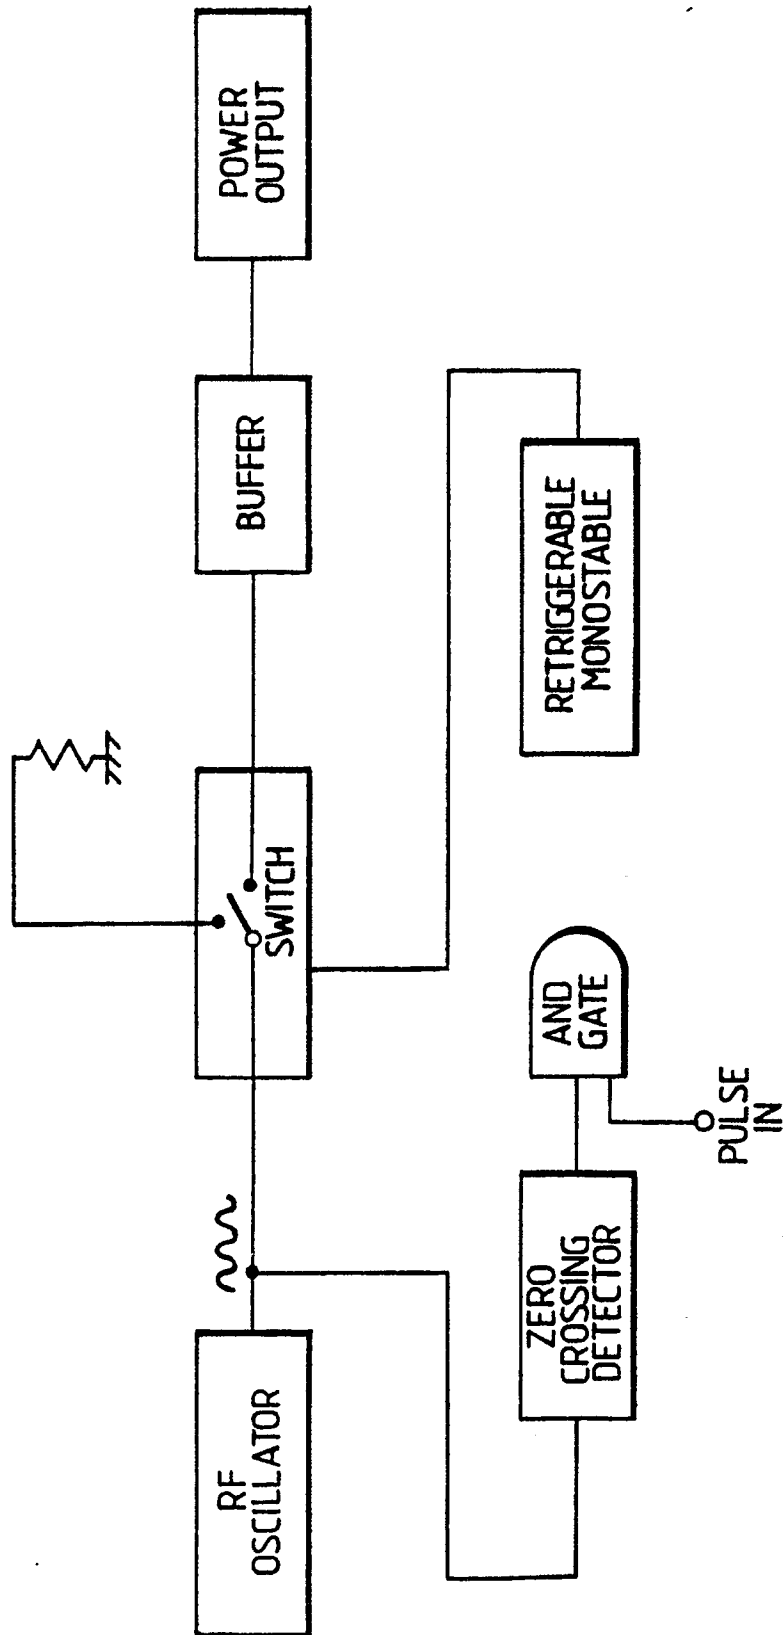 RF
OSCILLATOR
SWITCH
BUFFER
POWER
OUTPUT
ZERO
CROSSING
DETECTOR
AND
GATE
PULSE
IN
RETRIGGERABLE
MONOSTABLE